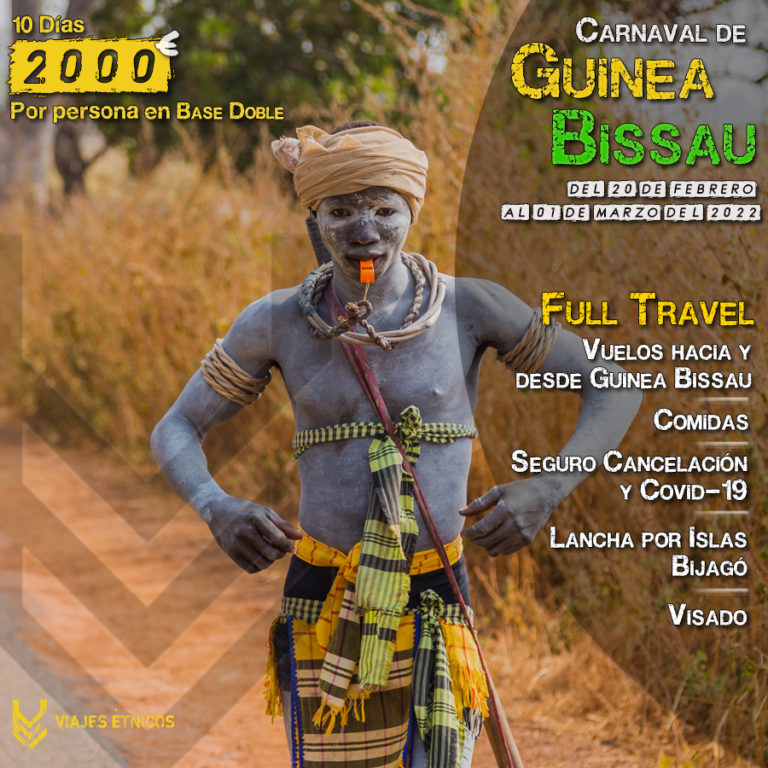 10 Días
2000€
Por persona en Base Doble
Carnaval de
Guinea
Bissau
DEL 20 DE FEBRERO
AL 01 DE MARZO DEL 2022
Full Travel
Vuelos hacia y
desde Guinea Bissau
Comidas
Seguro Cancelación
y Covid-19
Lancha por Islas
Bijagó
Visado
VIAJES ÉTNICOS